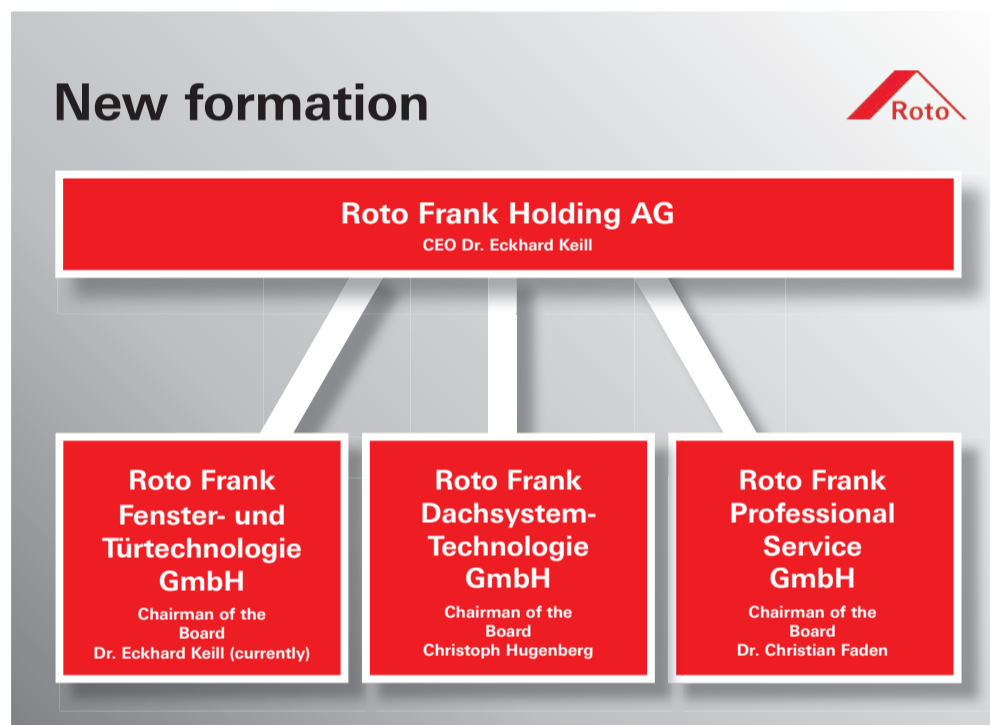 New formation
Roto
Roto Frank Holding AG
CEO Dr. Eckhard Keill
Roto Frank
Fenster- und
Türtechnologie
GmbH
Chairman of the
Board
Dr. Eckhard Keill (currently)
Roto Frank
Dachsystem-
Technologie
GmbH
Chairman of the
Board
Christoph Hugenberg
Roto Frank
Professional
Service
GmbH
Chairman of the
Board
Dr. Christian Faden